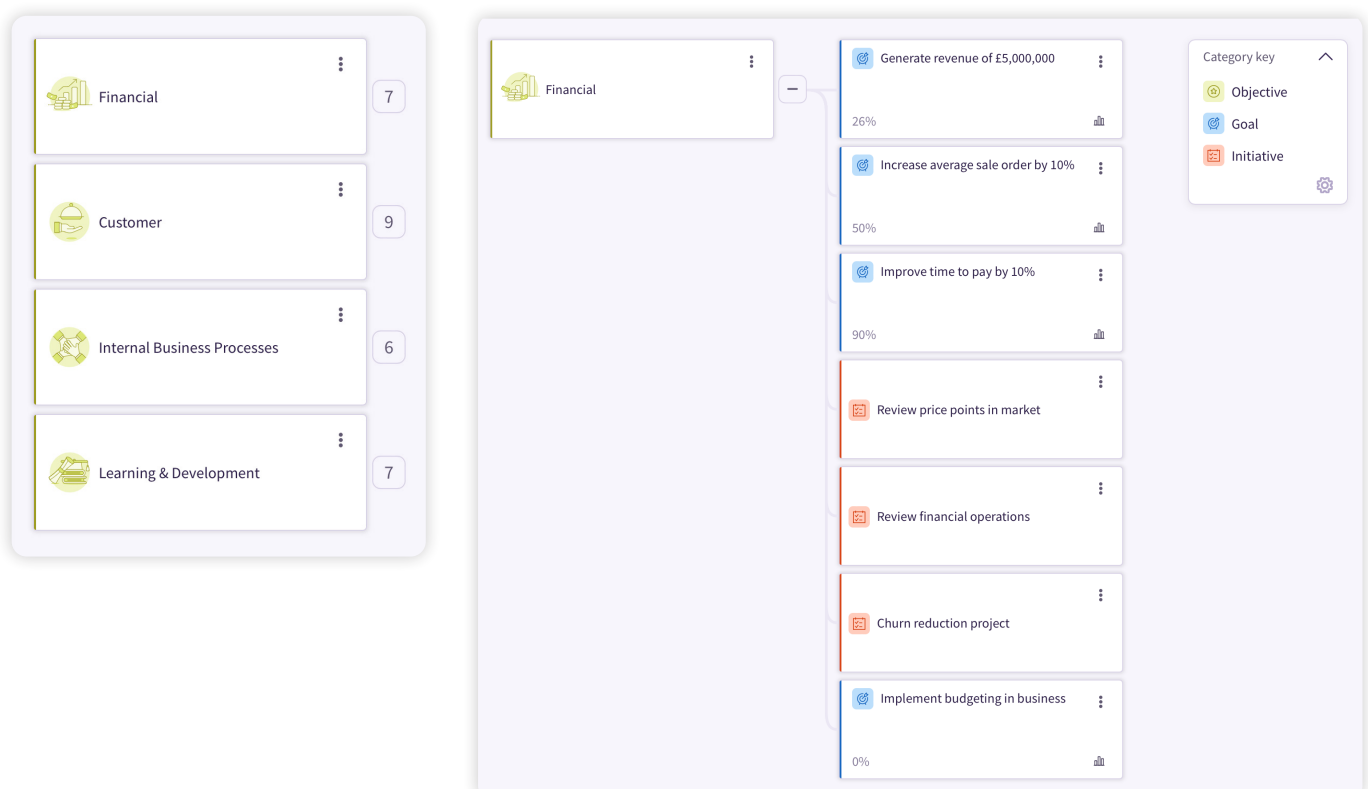 Financial
7
Customer
9
Internal Business Processes
6
Learning & Development
7
Financial
Generate revenue of £5,000,000
26%
Increase average sale order by 10%
50%
Improve time to pay by 10%
90%
Review price points in market
Review financial operations
Churn reduction project
Implement budgeting in business
0%
Category key
Objective
Goal
Initiative